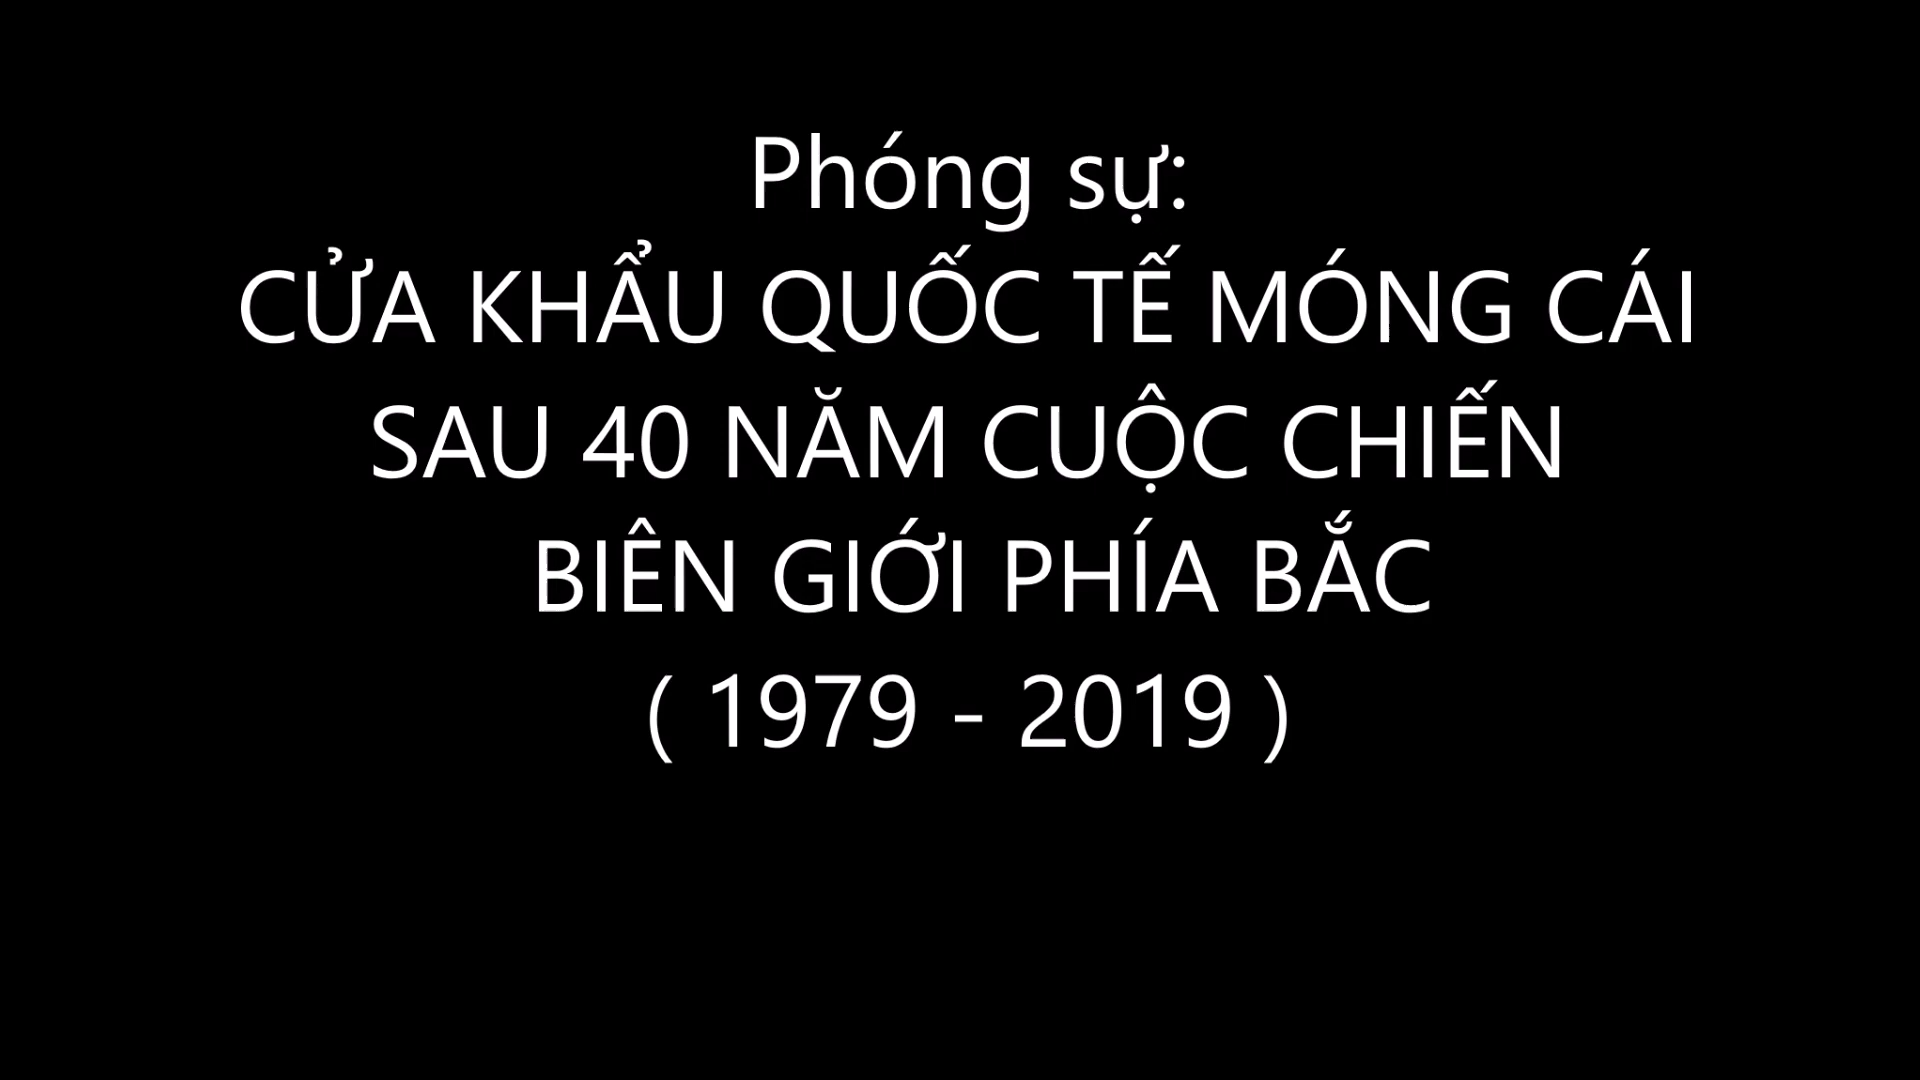 Phóng sự:
CỬA KHẨU QUỐC TẾ MÓNG CÁI
SAU 40 NĂM CUỘC CHIẾN
BIÊN GIỚI PHÍA BẮC
( 1979 - 2019 )